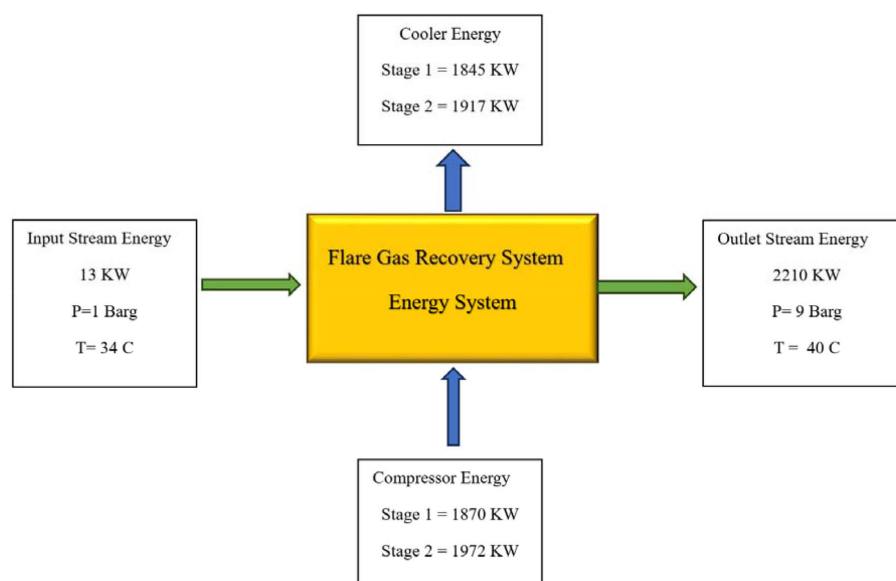 Cooler Energy
Stage 1 = 1845 KW
Stage 2 = 1917 KW
Input Stream Energy
13 KW
P=1 Barg
T= 34 C
Flare Gas Recovery System
Energy System
Outlet Stream Energy
2210 KW
P= 9 Barg
T = 40 C
Compressor Energy
Stage 1 = 1870 KW
Stage 2 = 1972 KW